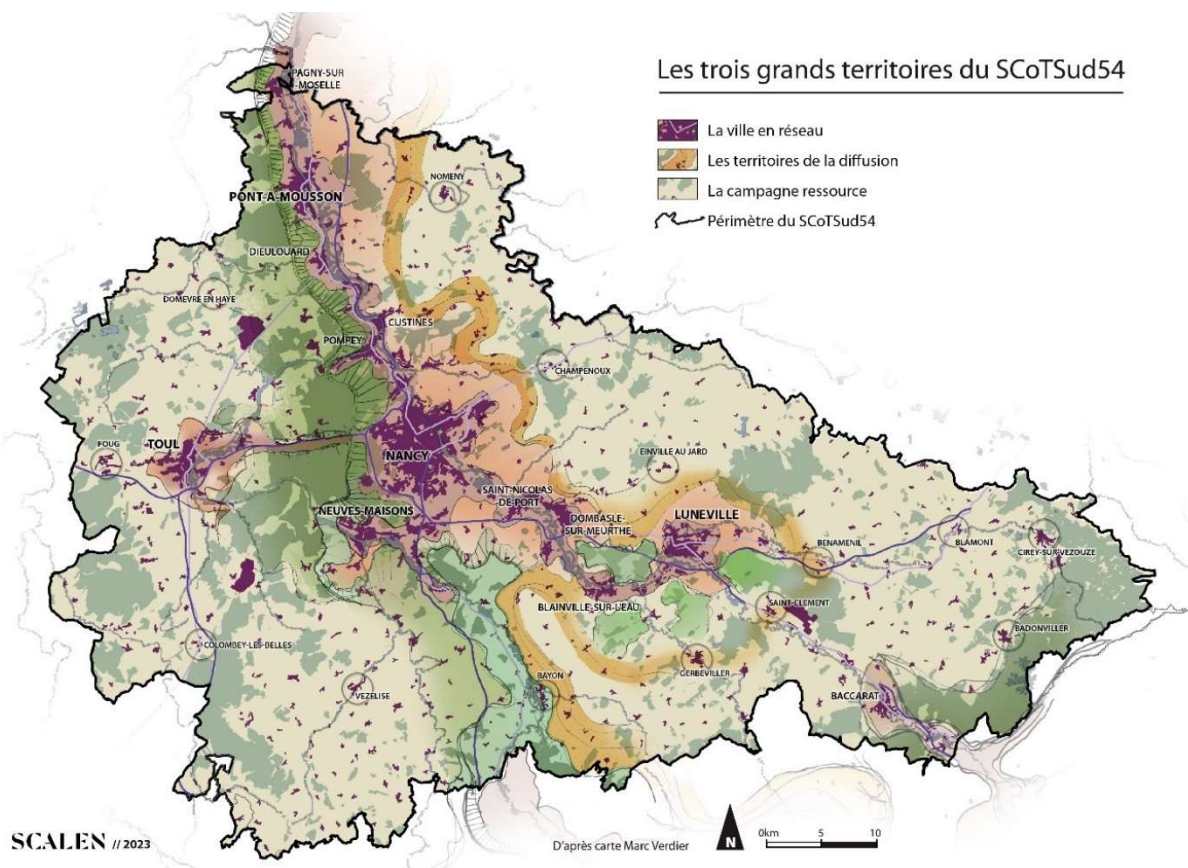 Les trois grands territoires du SCoTSud54
La ville en réseau
Les territoires de la diffusion
La campagne ressource
Périmètre du SCoTSud54
PAGNY-SUR
-MOSELLE
NOMENY
PONT-A-MOUSSON
DIEULOUARD
DOMEVRE EN HAYE
CUSTINES
POMPEY
CHAMPENOUX
FOUG
TOUL
NANCY
EINVILLE AU JARD
SAINT-NICOLAS
DE-PORT
NEUVES-MAISONS
DOMBASLE-
SUR-MEURTHE
LUNEVILLE
BENAMENIL
BLAMONT
CIREY-SUR-VEZOUZE
BLAINVILLE-SUR-L'EAU
SAINT-CLEMENT
BADONVILLER
COLOMBEY-LES-BELLES
GERBEVILLER
BAYON
VEZELISE
BACCARAT
SCALEN // 2023
D'après carte Marc Verdier
N
0km 5 10